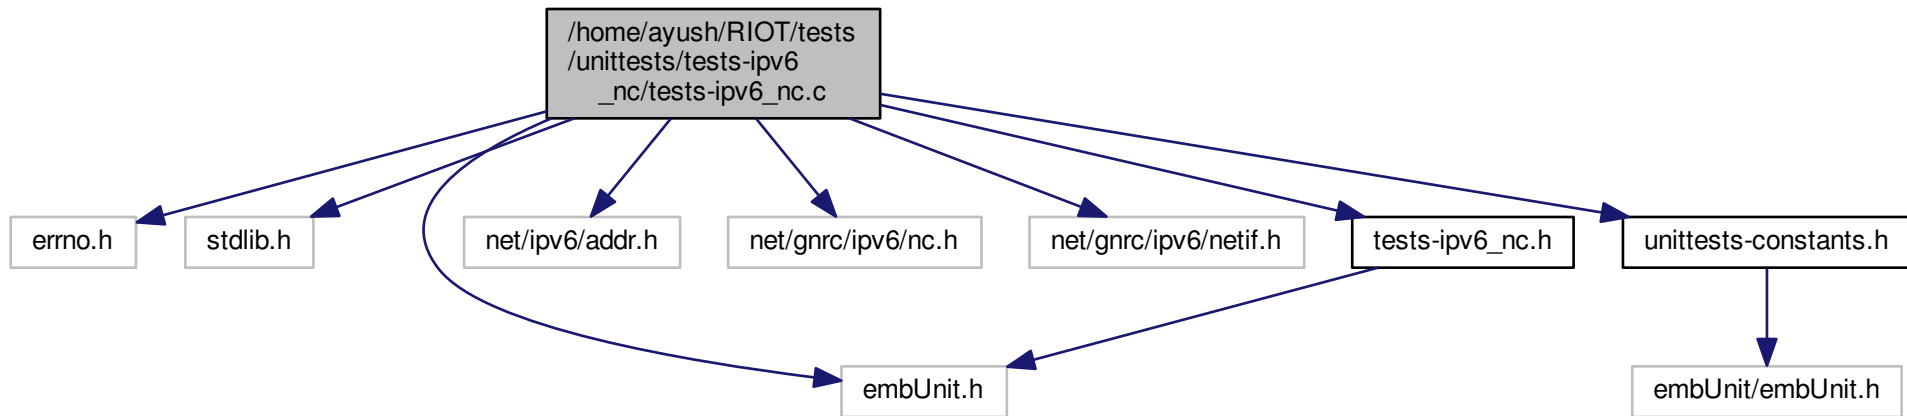 /home/ayush/RIOT/tests
/unittests/tests-ipv6
_nc/tests-ipv6_nc.c
errno.h
stdlib.h
net/ipv6/addr.h
net/gnrc/ipv6/nc.h
net/gnrc/ipv6/netif.h
tests-ipv6_nc.h
unittests-constants.h
embUnit.h
embUnit/embUnit.h